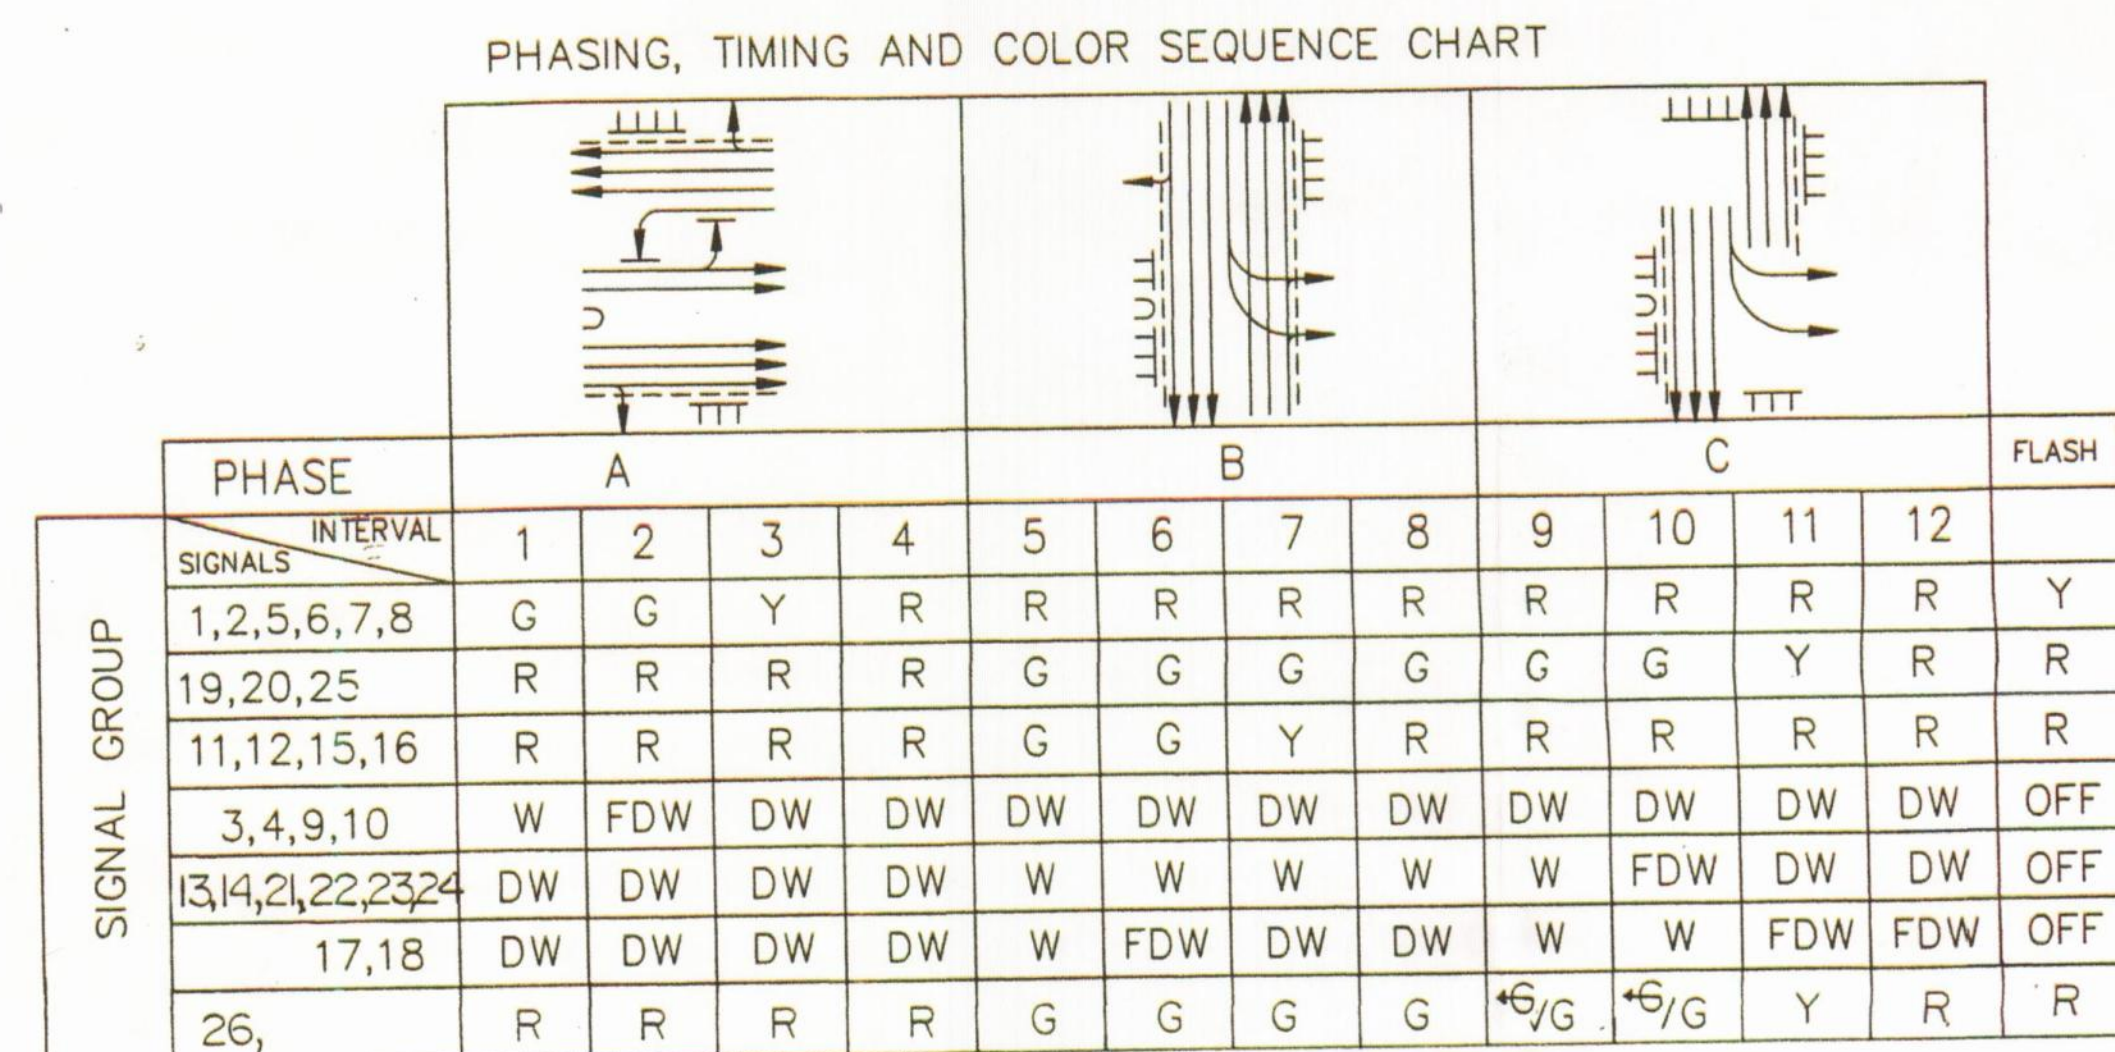 PHASING, TIMING AND COLOR SEQUENCE CHART
PHASE A B C FLASH
INTERVAL
SIGNALS 1 2 3 4 5 6 7 8 9 10 11 12
SIGNAL GROUP
1,2,5,6,7,8 G G Y R R R R R R R R R Y
19,20,25 R R R R G G G G G G Y R R
11,12,15,16 R R R R G G Y R R R R R R
3,4,9,10 W FDW DW DW DW DW DW DW DW DW DW DW OFF
13,14,21,22,23,24 DW DW DW DW W W W W W FDW DW DW OFF
17,18 DW DW DW DW W FDW DW DW W W FDW FDW OFF
26, R R R R G G G G ←G/G ←G/G Y R R